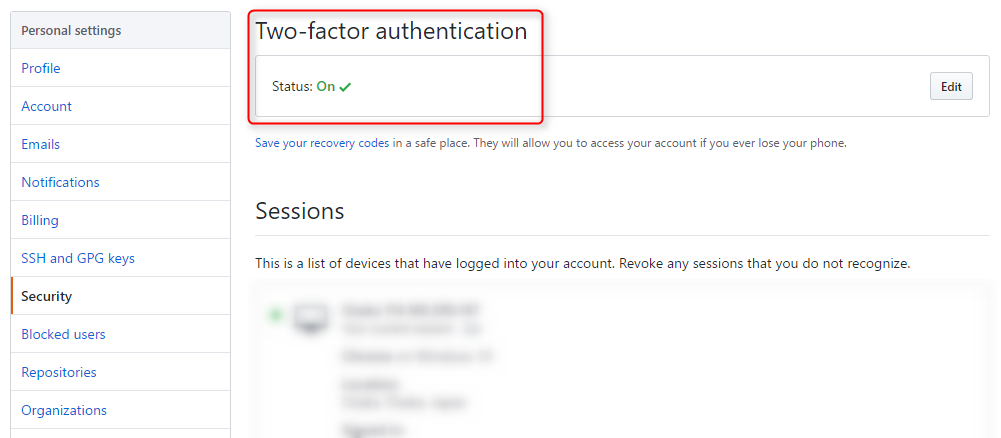 Personal settings
Profile
Account
Emails
Notifications
Billing
SSH and GPG keys
Security
Blocked users
Repositories
Organizations
Two-factor authentication
Status: On
Edit
Save your recovery codes in a safe place. They will allow you to access your account if you ever lose your phone.
Sessions
This is a list of devices that have logged into your account. Revoke any sessions that you do not recognize.